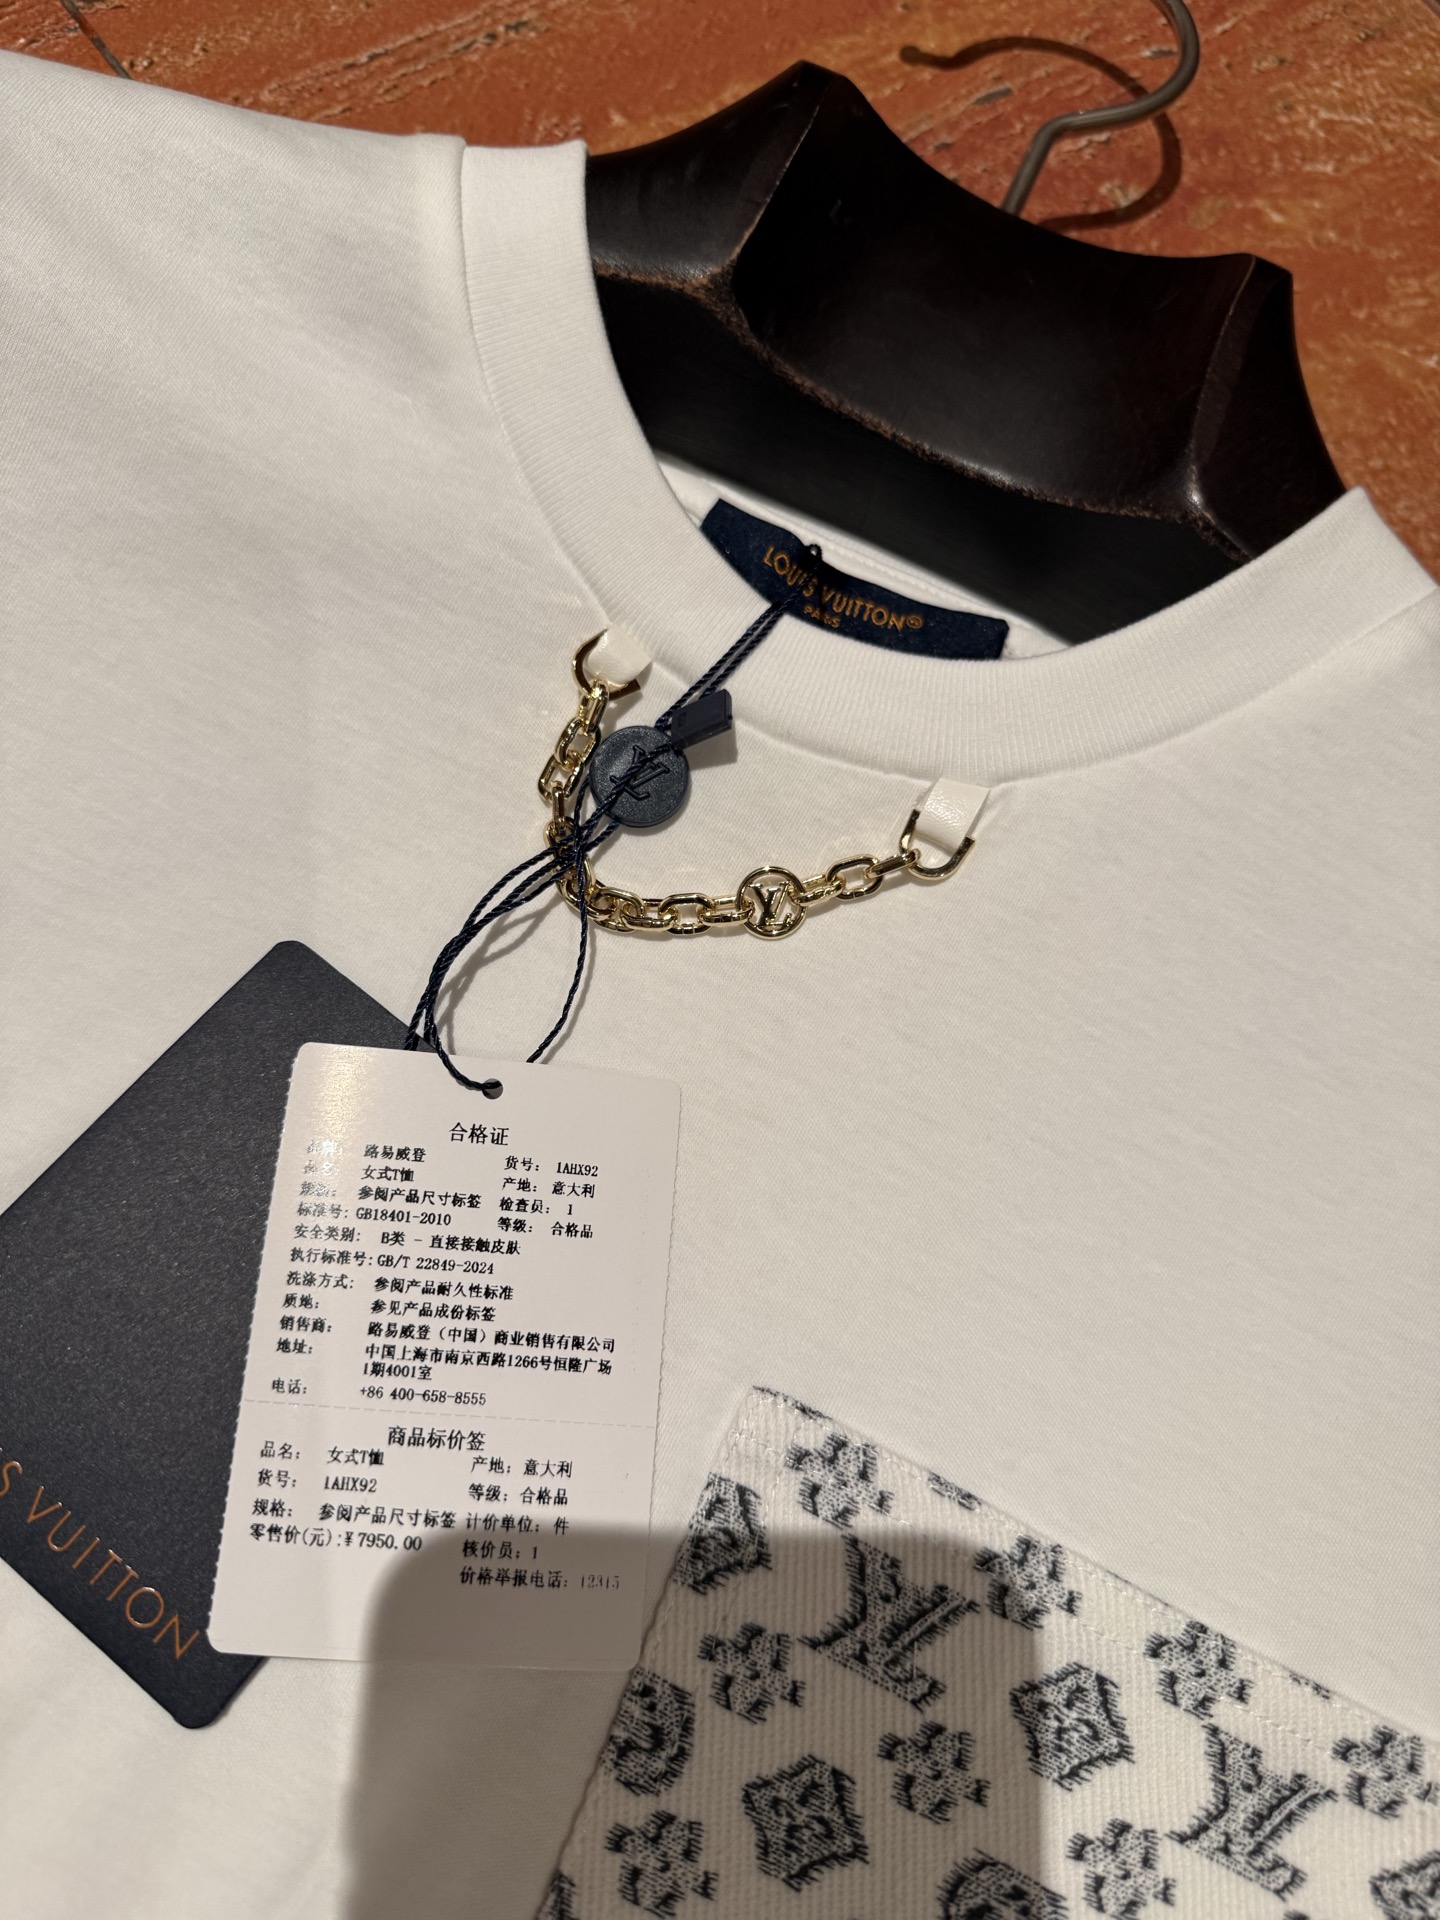 LOUIS VUITTON®
PARIS
LV
LV
合格证
品牌: 路易威登 货号: 1AHX92
品名: 女式T恤 产地: 意大利
规格: 参阅产品尺寸标签 检查员: 1
标准号: GB18401-2010 等级: 合格品
安全类别: B类 - 直接接触皮肤
执行标准号:GB/T 22849-2024
洗涤方式: 参阅产品耐久性标准
质地: 参见产品成份标签
销售商: 路易威登（中国）商业销售有限公司
地址: 中国上海市南京西路1266号恒隆广场
1期4001室
电话: +86 400-658-8555
商品标价签
品名: 女式T恤 产地: 意大利
货号: 1AHX92 等级: 合格品
规格: 参阅产品尺寸标签 计价单位: 件
零售价(元):¥7950.00 核价员: 1
价格举报电话: 12315
S VUITTON